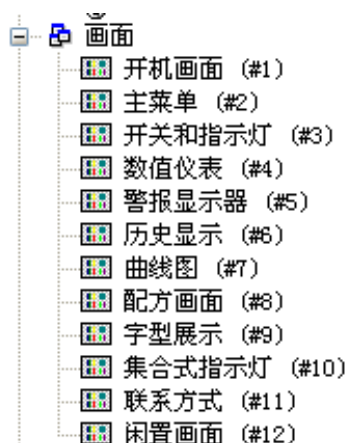 画面
开机画面 (#1)
主菜单 (#2)
开关和指示灯 (#3)
数值仪表 (#4)
警报显示器 (#5)
历史显示 (#6)
曲线图 (#7)
配方画面 (#8)
字型展示 (#9)
集合式指示灯 (#10)
联系方式 (#11)
闲置画面 (#12)